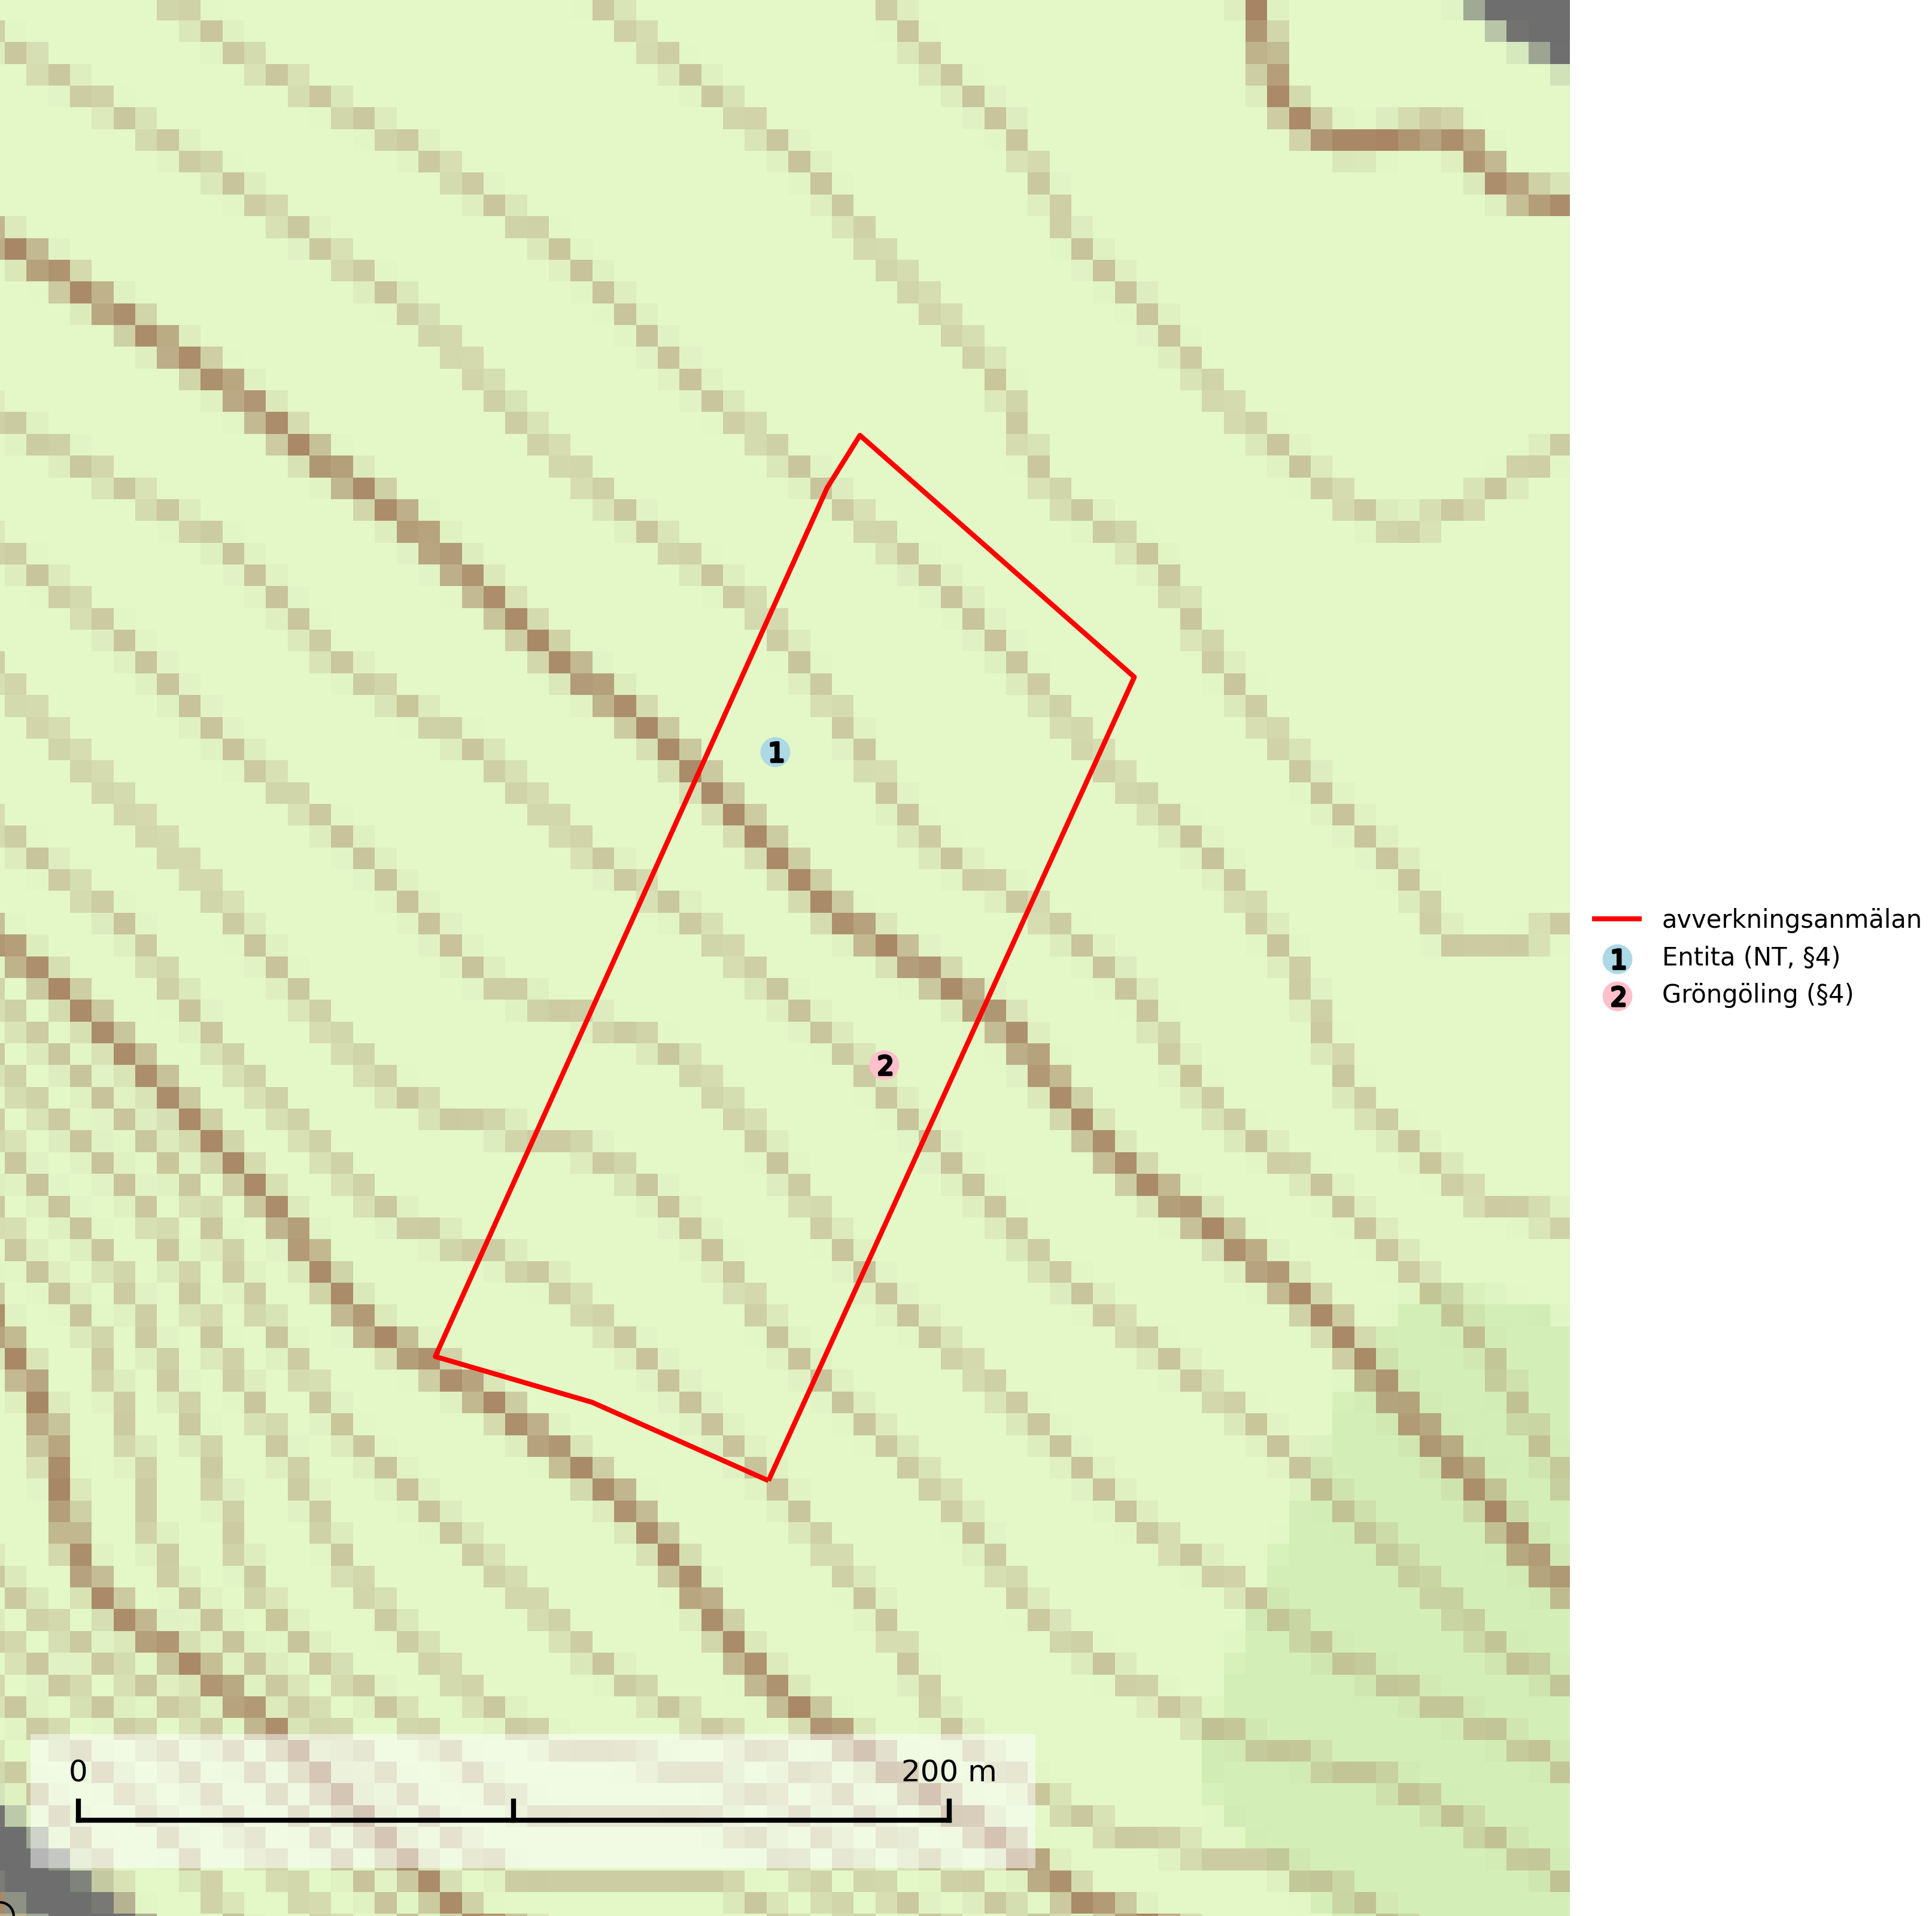 1
2
avverkningsanmälan
1 Entita (NT, §4)
2 Gröngöling (§4)
0 200 m